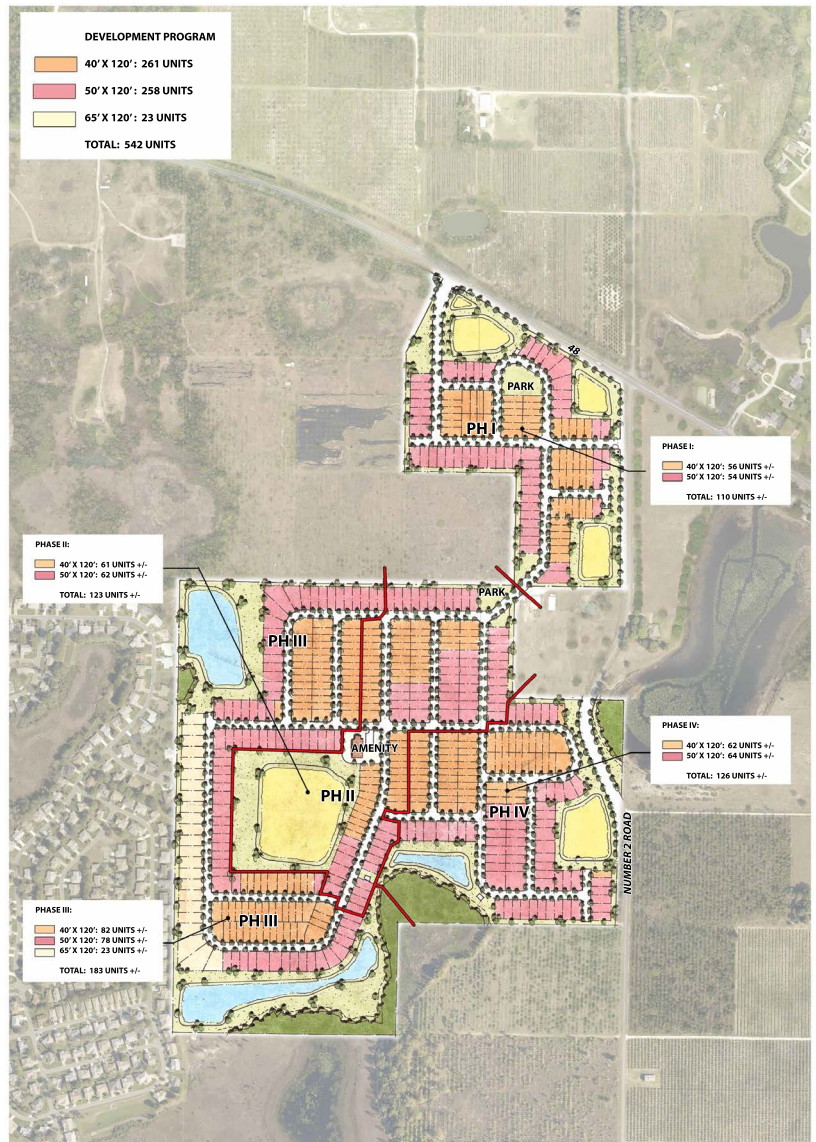 DEVELOPMENT PROGRAM
40' X 120': 261 UNITS
50' X 120': 258 UNITS
65' X 120': 23 UNITS
TOTAL: 542 UNITS
48
PARK
PH I
PHASE I:
40' X 120': 56 UNITS +/-
50' X 120': 54 UNITS +/-
TOTAL: 110 UNITS +/-
PHASE II:
40' X 120': 61 UNITS +/-
50' X 120': 62 UNITS +/-
TOTAL: 123 UNITS +/-
PARK
PH III
AMENITY
PHASE IV:
40' X 120': 62 UNITS +/-
50' X 120': 64 UNITS +/-
TOTAL: 126 UNITS +/-
PH II
PH IV
NUMBER 2 ROAD
PHASE III:
40' X 120': 82 UNITS +/-
50' X 120': 78 UNITS +/-
65' X 120': 23 UNITS +/-
TOTAL: 183 UNITS +/-
PH III